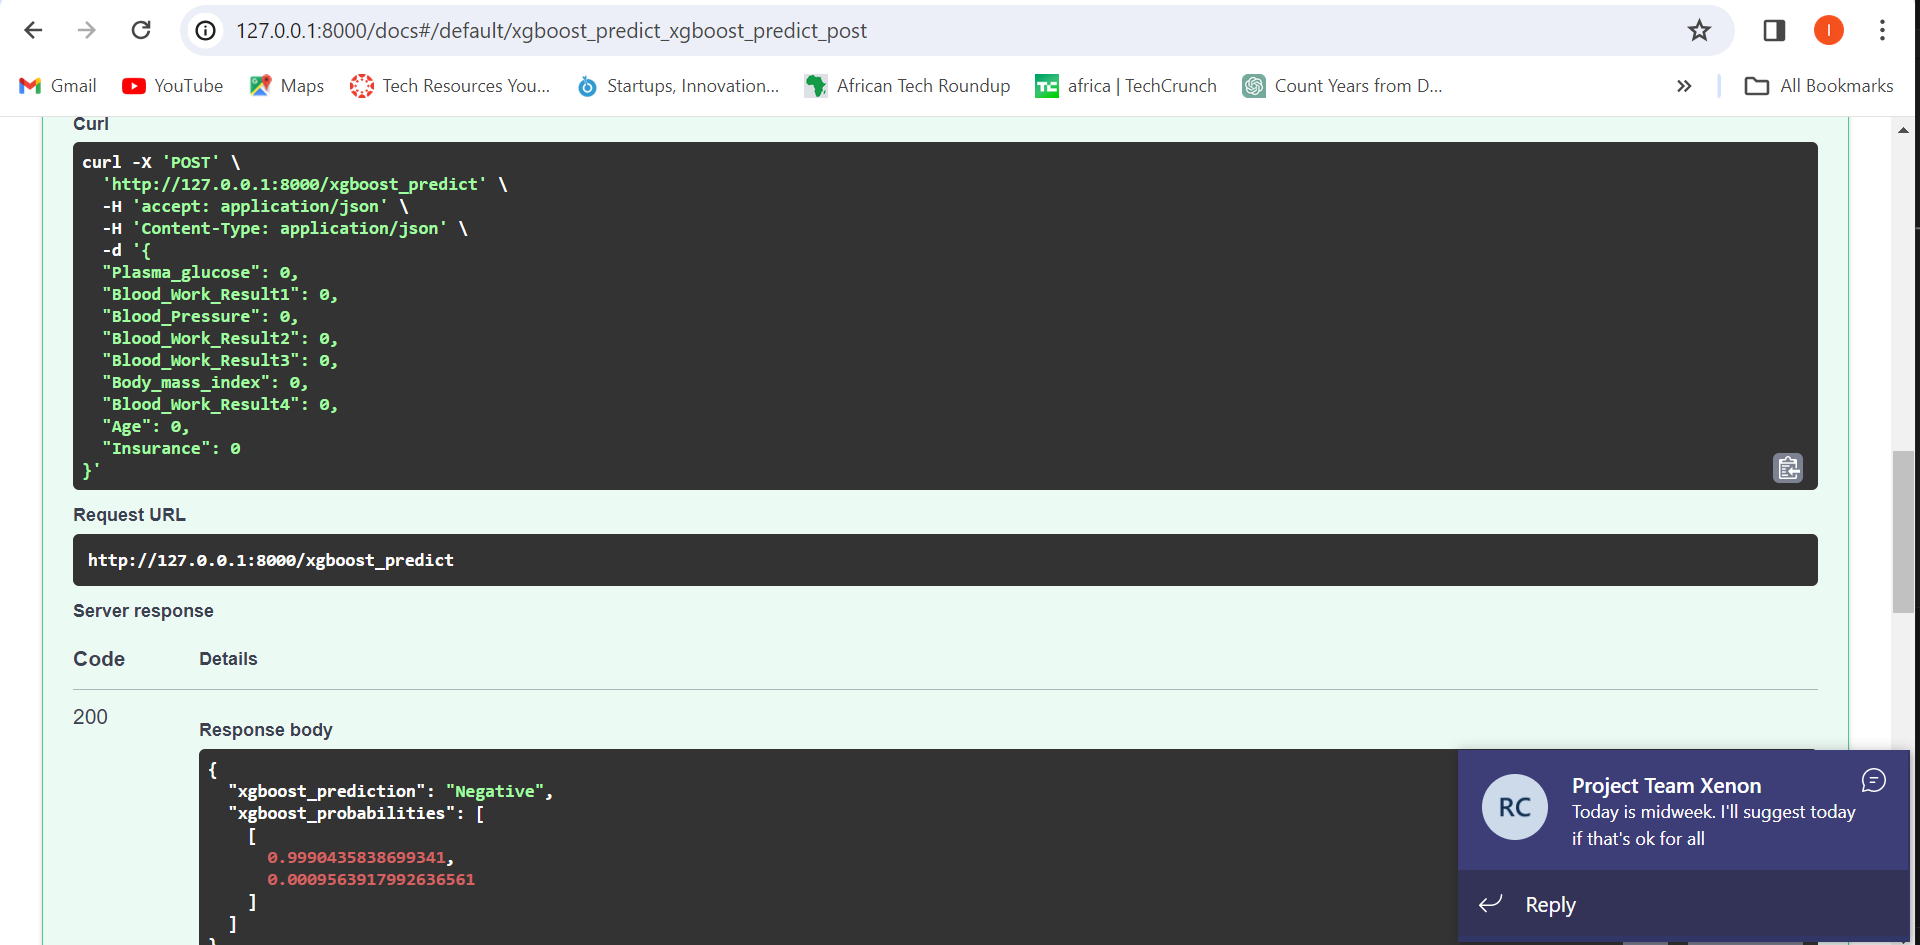 127.0.0.1:8000/docs#/default/xgboost_predict_xgboost_predict_post
I
Gmail
YouTube
Maps
Tech Resources You...
Startups, Innovation...
African Tech Roundup
TC
africa | TechCrunch
Count Years from D...
All Bookmarks
Curl
curl -X 'POST' \
'http://127.0.0.1:8000/xgboost_predict' \
-H 'accept: application/json' \
-H 'Content-Type: application/json' \
-d '{
"Plasma_glucose": 0,
"Blood_Work_Result1": 0,
"Blood_Pressure": 0,
"Blood_Work_Result2": 0,
"Blood_Work_Result3": 0,
"Body_mass_index": 0,
"Blood_Work_Result4": 0,
"Age": 0,
"Insurance": 0
}'
Request URL
http://127.0.0.1:8000/xgboost_predict
Server response
Code Details
200
Response body
{
"xgboost_prediction": "Negative",
"xgboost_probabilities": [
[
0.9990435838699341,
0.0009563917992636561
]
]
}
RC
Project Team Xenon
Today is midweek. I'll suggest today
if that's ok for all
Reply